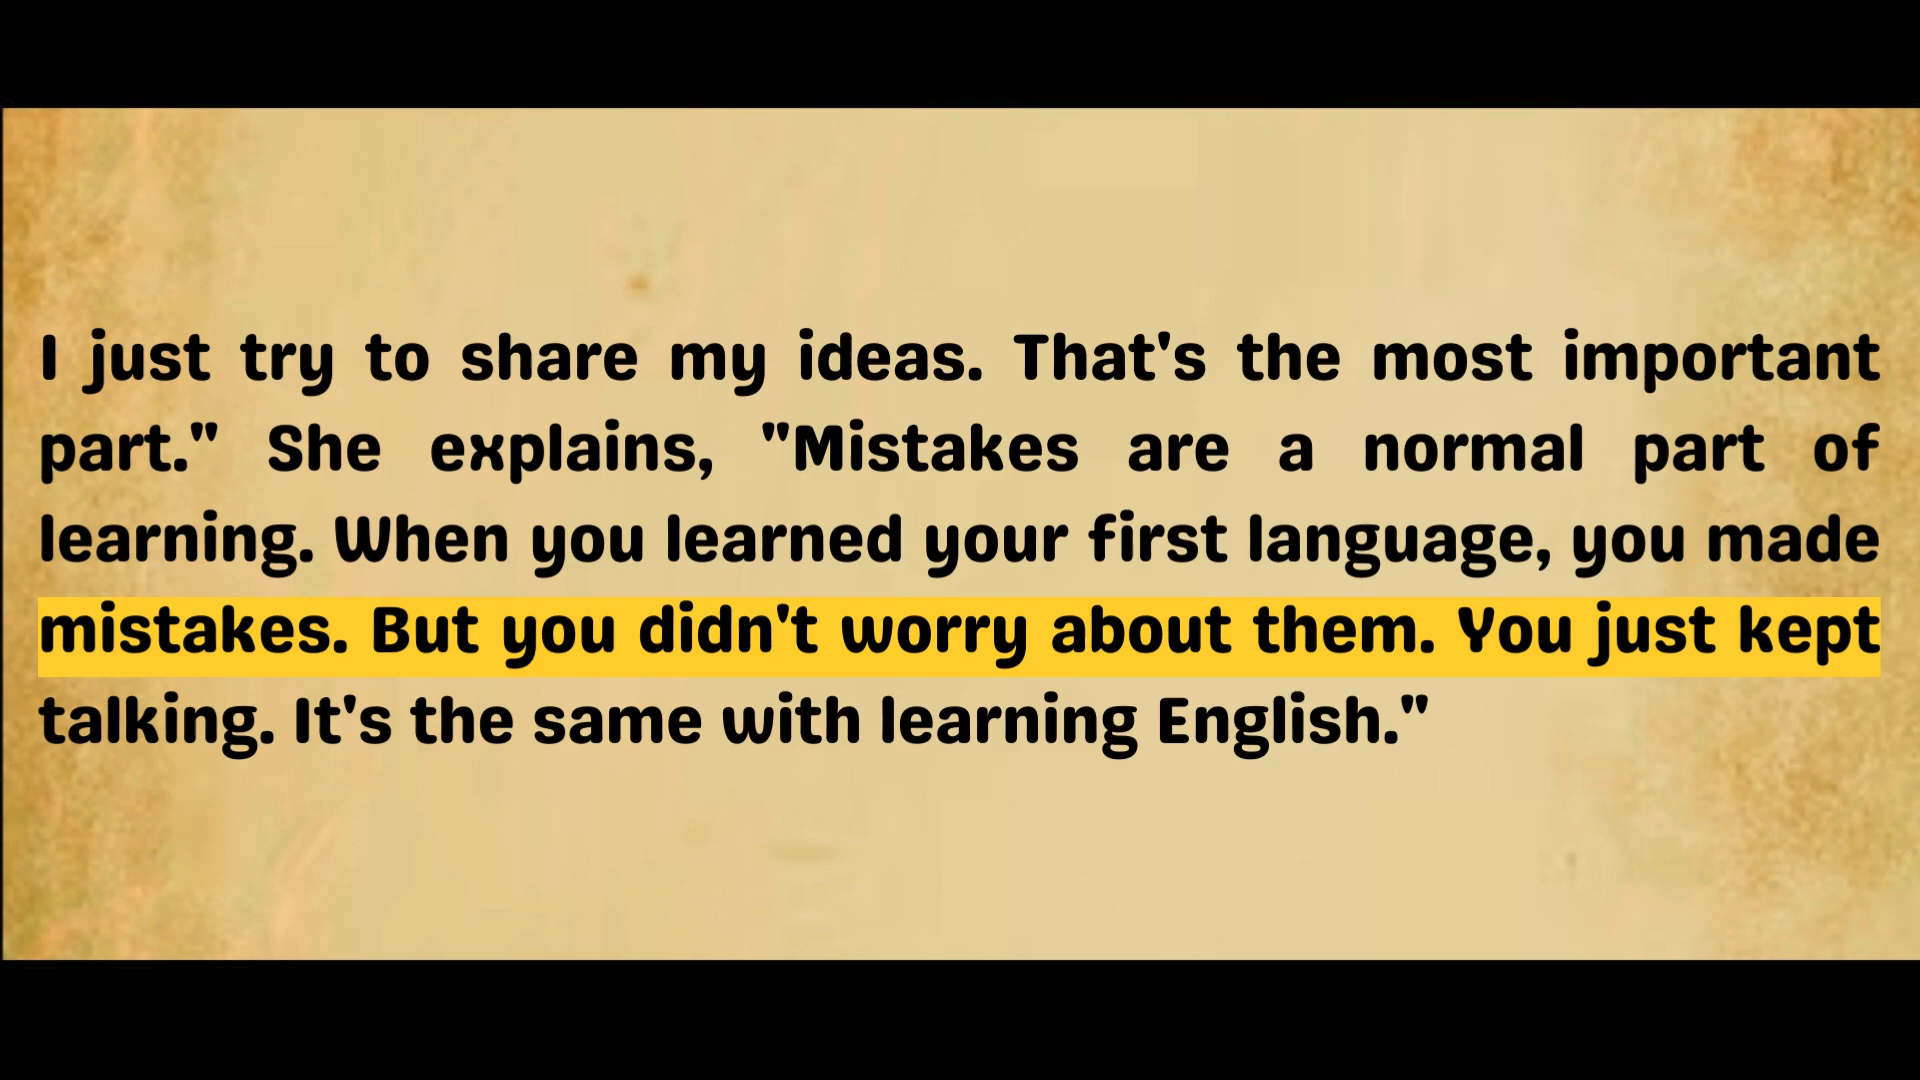 I just try to share my ideas. That's the most important
part." She explains, "Mistakes are a normal part of
learning. When you learned your first language, you made
mistakes. But you didn't worry about them. You just kept
talking. It's the same with learning English."